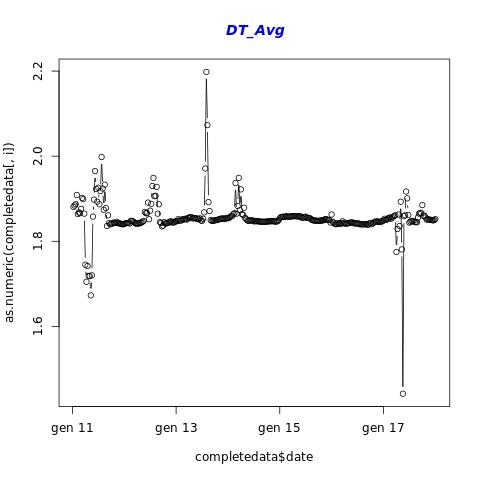 DT_Avg
as.numeric(completedata[, i])
2.2
2.0
1.8
1.6
gen 11
gen 13
gen 15
gen 17
completedata$date